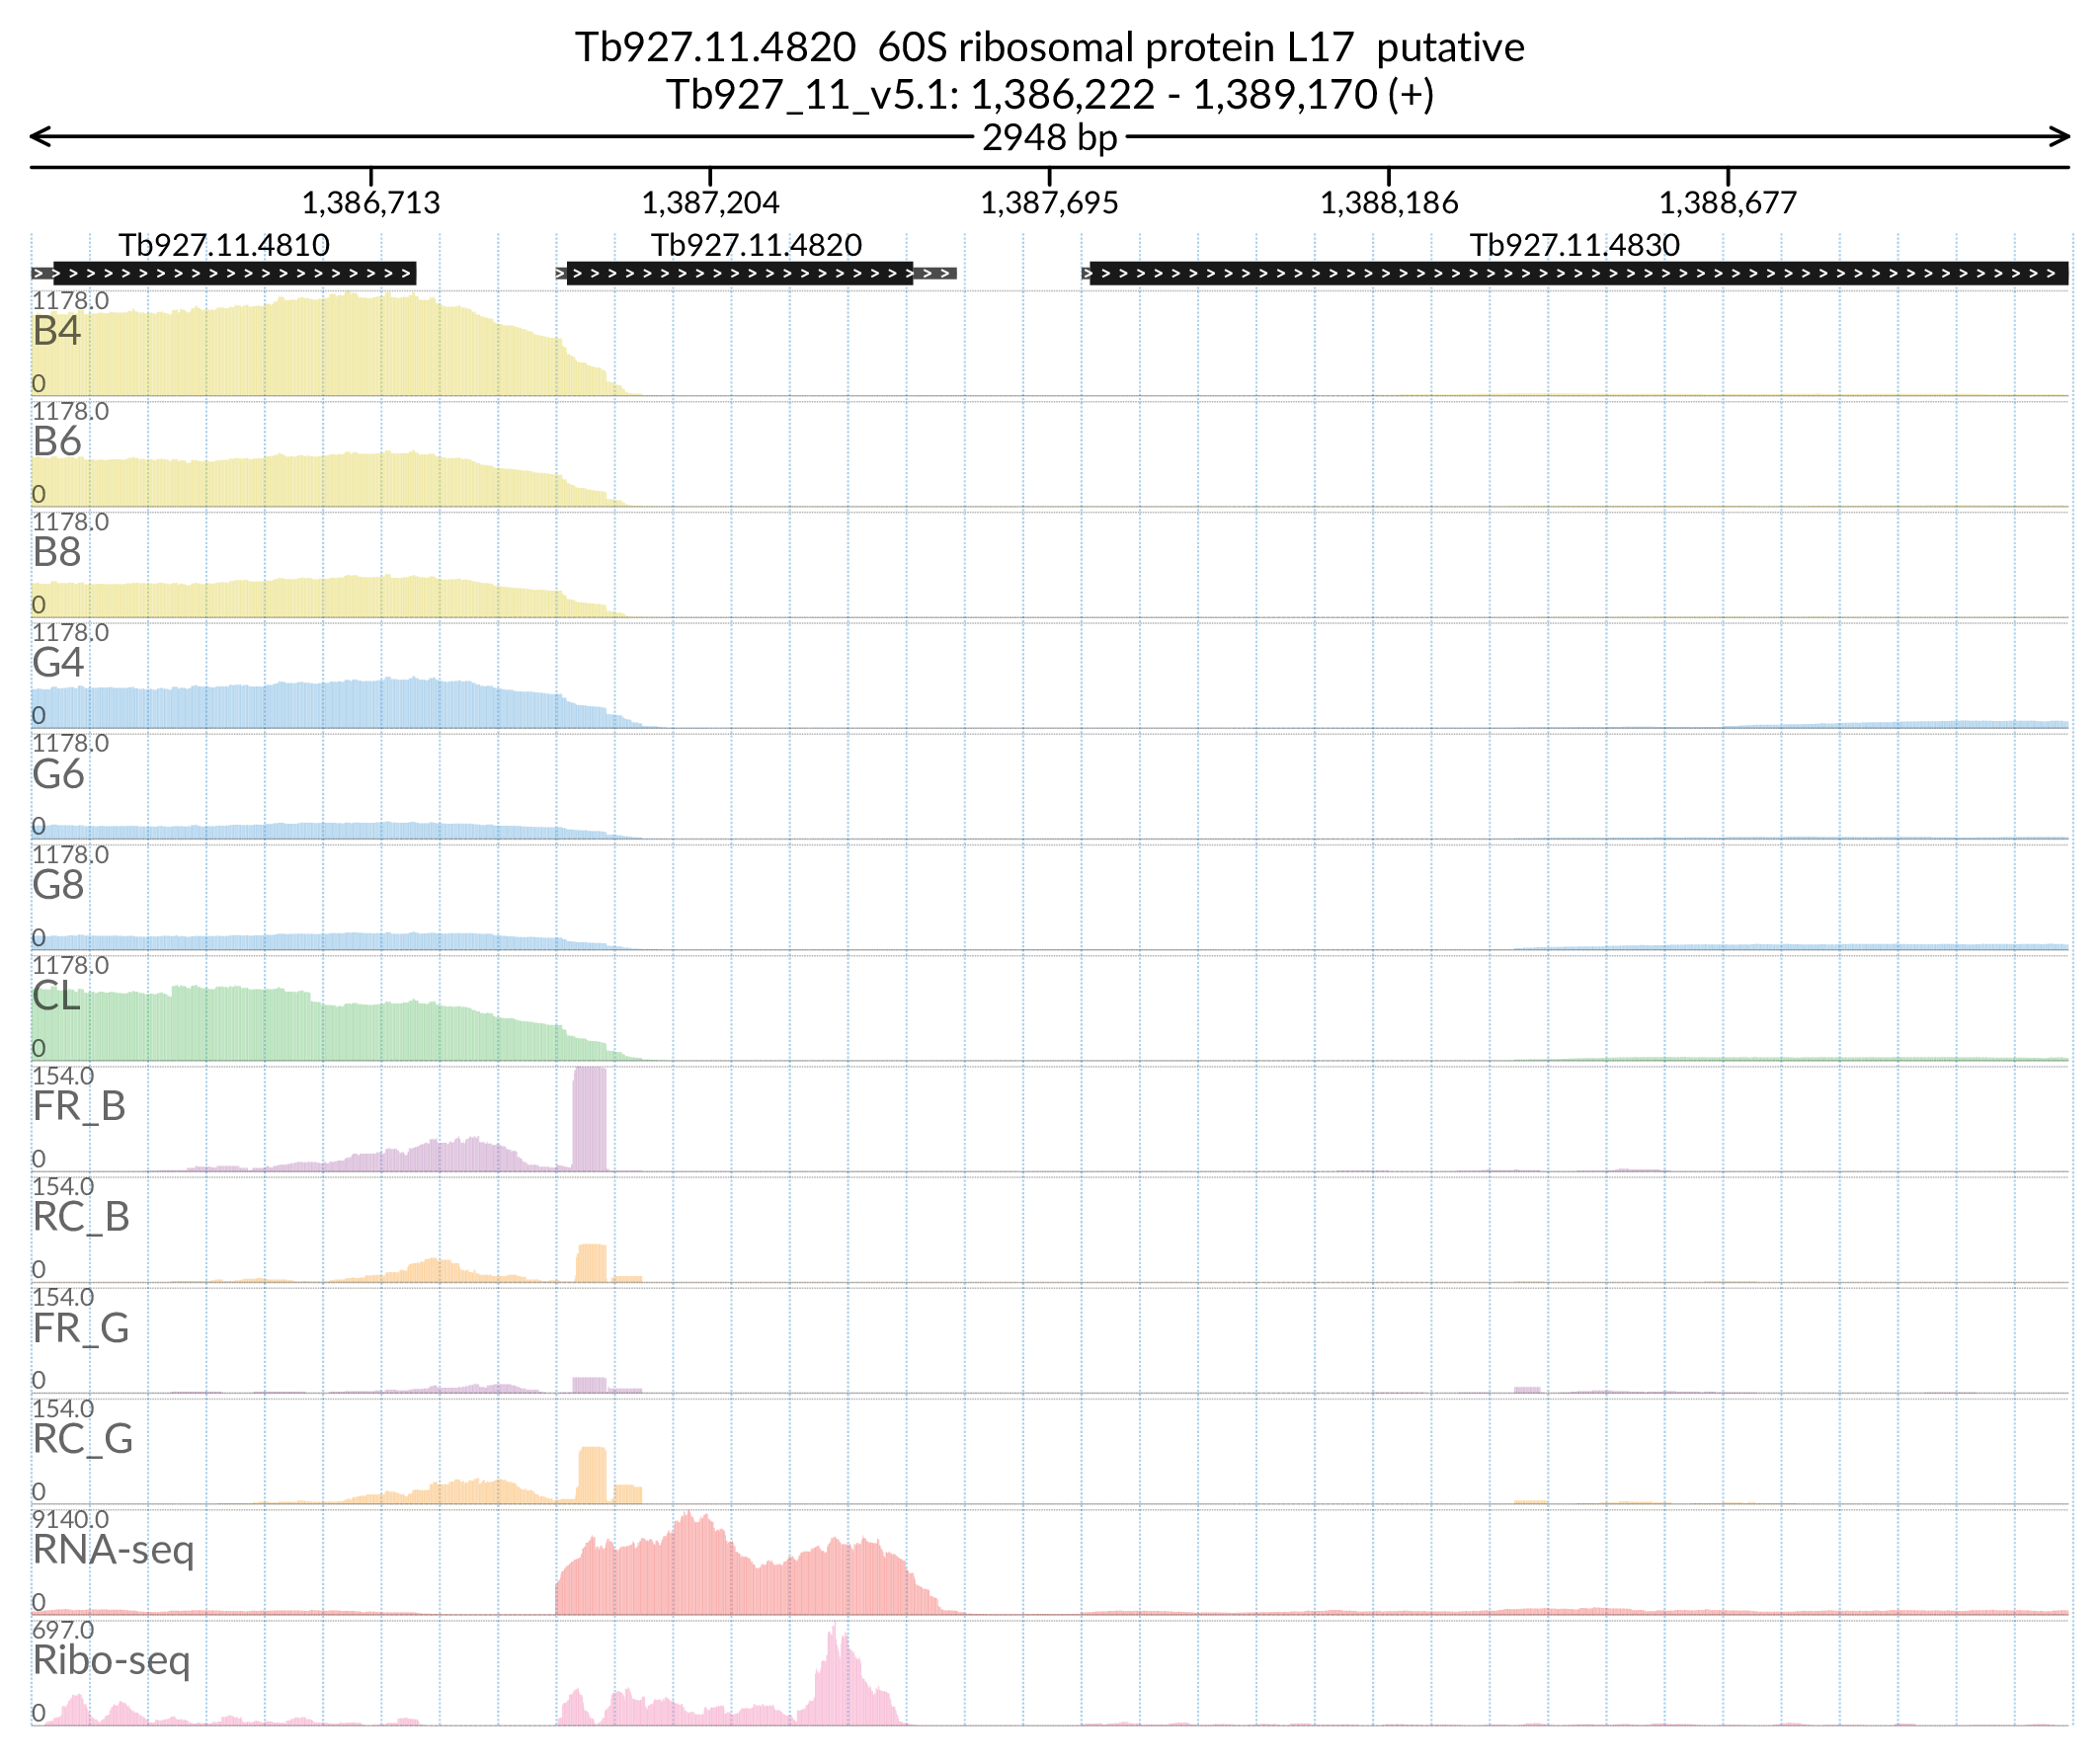 Tb927.11.4820  60S ribosomal protein L17  putative
Tb927_11_v5.1: 1,386,222 - 1,389,170 (+)
2948 bp
1,386,713 1,387,204 1,387,695 1,388,186 1,388,677
Tb927.11.4810 Tb927.11.4820 Tb927.11.4830
1178.0
B4
0
1178.0
B6
0
1178.0
B8
0
1178.0
G4
0
1178.0
G6
0
1178.0
G8
0
1178.0
CL
0
154.0
FR_B
0
154.0
RC_B
0
154.0
FR_G
0
154.0
RC_G
0
9140.0
RNA-seq
0
697.0
Ribo-seq
0